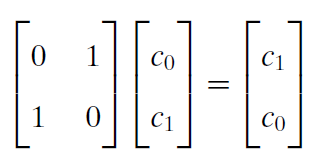 [0 1] [c₀] = [c₁]
[1 0] [c₁]   [c₀]